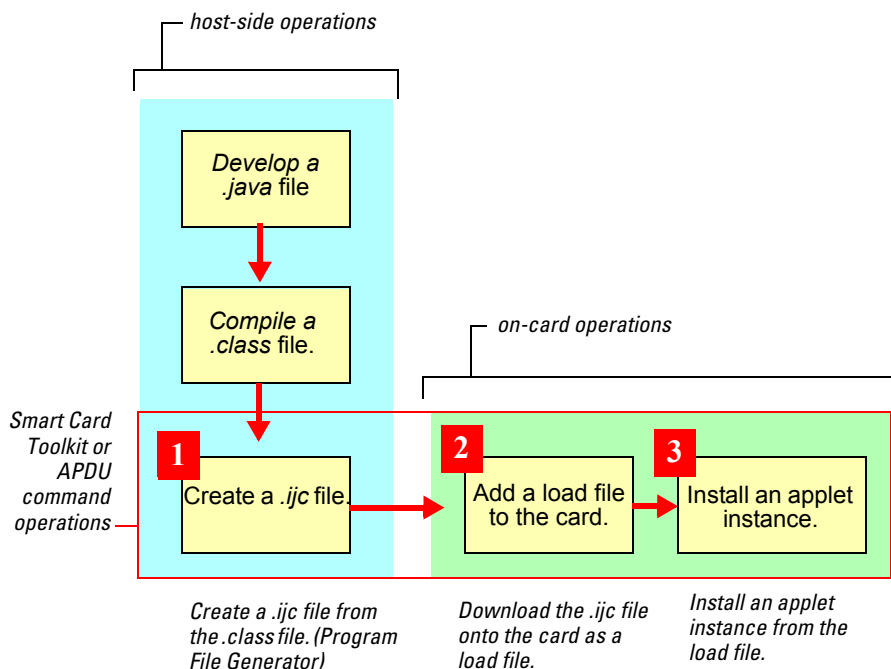 host-side operations
Develop a
.java file
Compile a
.class file.
on-card operations
Smart Card
Toolkit or
APDU
command
operations
1
Create a .ijc file.
2
Add a load file
to the card.
3
Install an applet
instance.
Create a .ijc file from
the .class file. (Program
File Generator)
Download the .ijc file
onto the card as a
load file.
Install an applet
instance from the
load file.